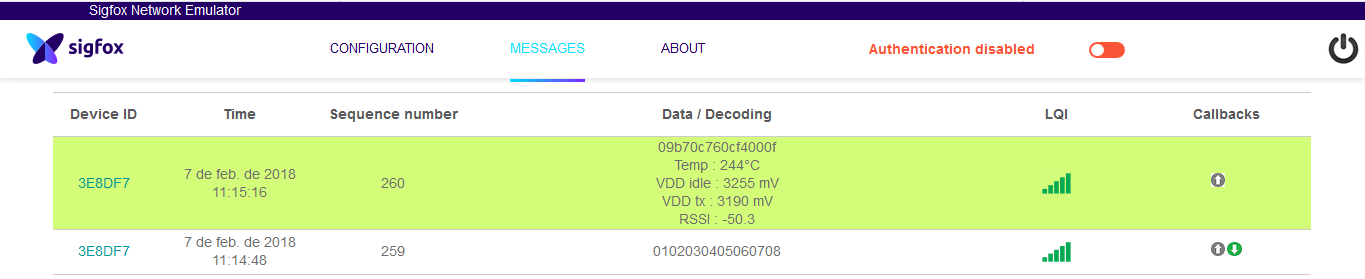 Sigfox Network Emulator
sigfox
CONFIGURATION
MESSAGES
ABOUT
Authentication disabled
Device ID
Time
Sequence number
Data / Decoding
LQI
Callbacks
3E8DF7
7 de feb. de 2018
11:15:16
260
09b70c760cf4000f
Temp : 244°C
VDD idle : 3255 mV
VDD tx : 3190 mV
RSSI : -50.3
3E8DF7
7 de feb. de 2018
11:14:48
259
0102030405060708